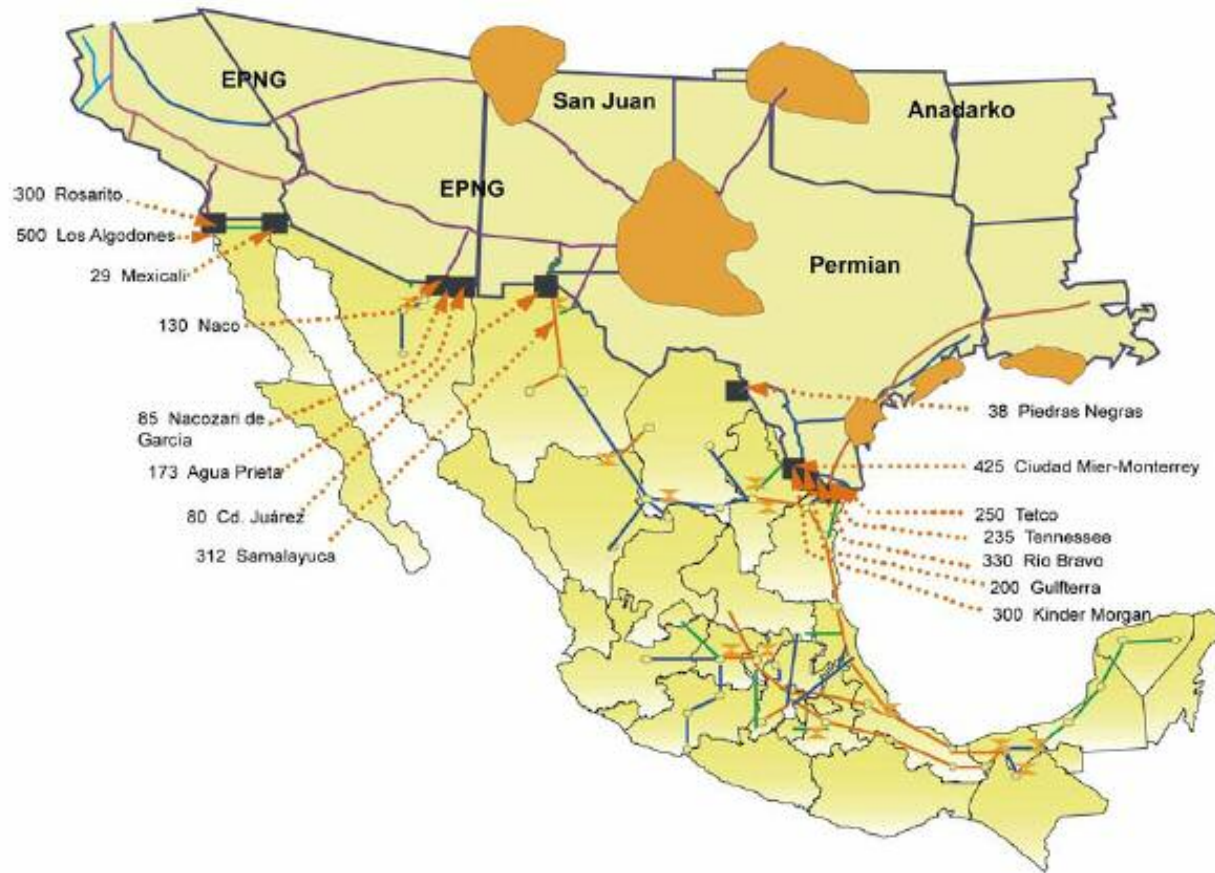 EPNG
San Juan
Anadarko
EPNG
Permian
300 Rosarito
500 Los Algodones
29 Mexicali
130 Naco
85 Nacozari de
García
173 Agua Prieta
80 Cd. Juárez
312 Samalayuca
38 Piedras Negras
425 Ciudad Mier-Monterrey
250 Tetco
235 Tennessee
330 Río Bravo
200 Gulfterra
300 Kinder Morgan